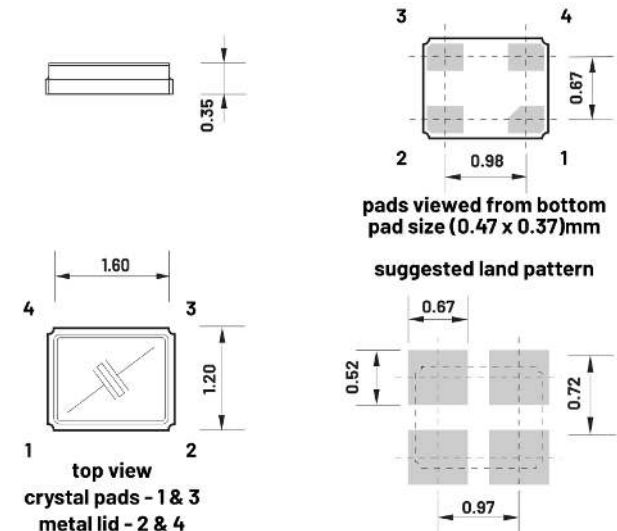 0.35
3 4
0.67
2 1
0.98
pads viewed from bottom
pad size (0.47 x 0.37)mm
1.60
4 3
1.20
1 2
top view
crystal pads - 1 & 3
metal lid - 2 & 4
suggested land pattern
0.67
0.52
0.72
0.97